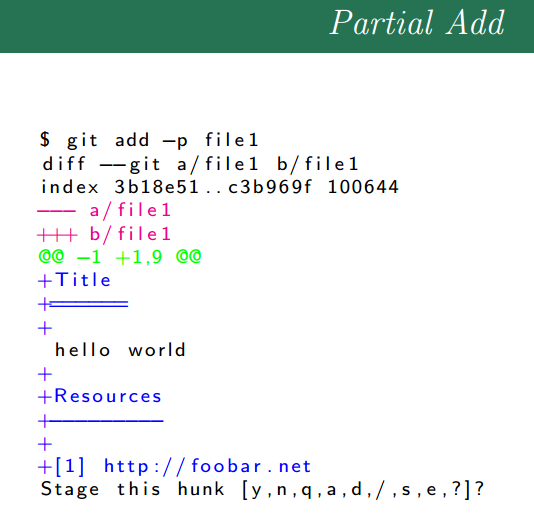 Partial Add
$ git add -p file1
diff --git a/file1 b/file1
index 3b18e51..c3b969f 100644
--- a/file1
+++ b/file1
@@ -1 +1,9 @@
+Title
+=====
+
 hello world
+
+Resources
+---------
+
+[1] http://foobar.net
Stage this hunk [y,n,q,a,d,/,s,e,?]?